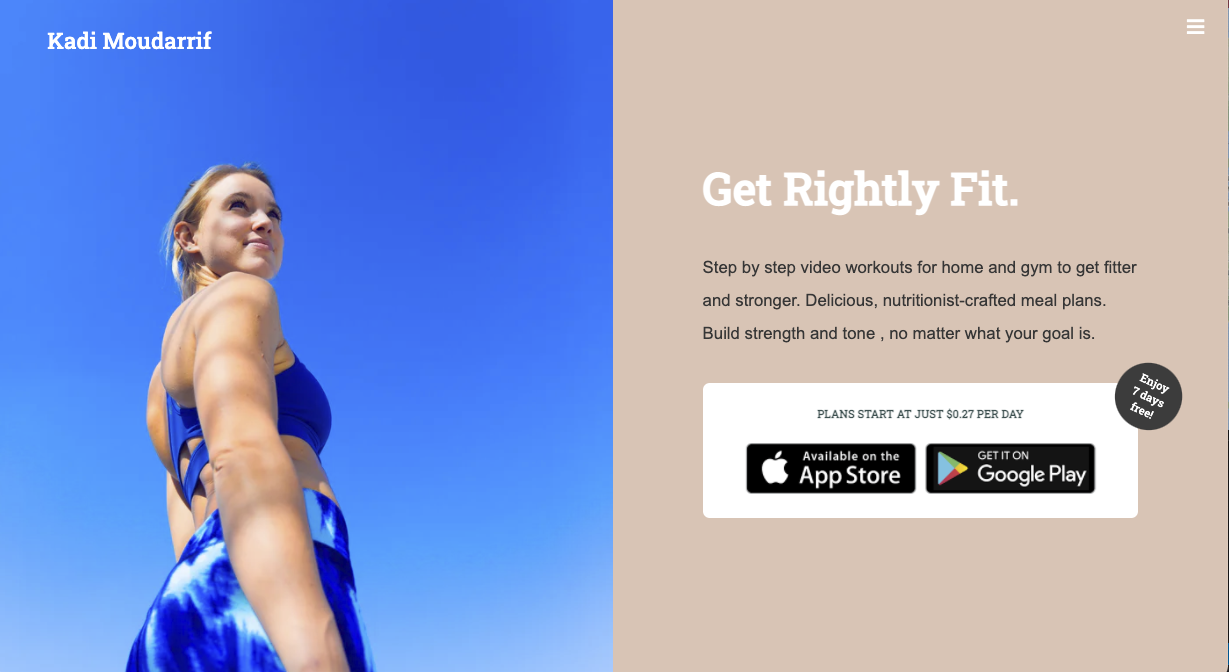 Kadi Moudarrif
Get Rightly Fit.
Step by step video workouts for home and gym to get fitter
and stronger. Delicious, nutritionist-crafted meal plans.
Build strength and tone , no matter what your goal is.
Enjoy
7 days
free!
PLANS START AT JUST $0.27 PER DAY
Available on the
App Store
GET IT ON
Google Play